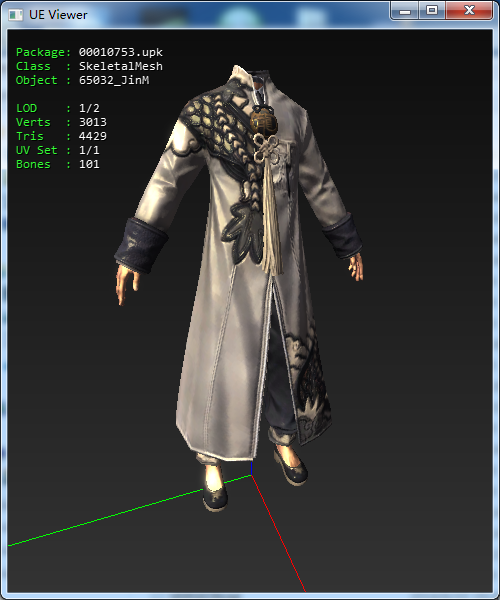 UE Viewer
Package: 00010753.upk
Class : SkeletalMesh
Object : 65032_JinM
LOD : 1/2
Verts : 3013
Tris : 4429
UV Set : 1/1
Bones : 101